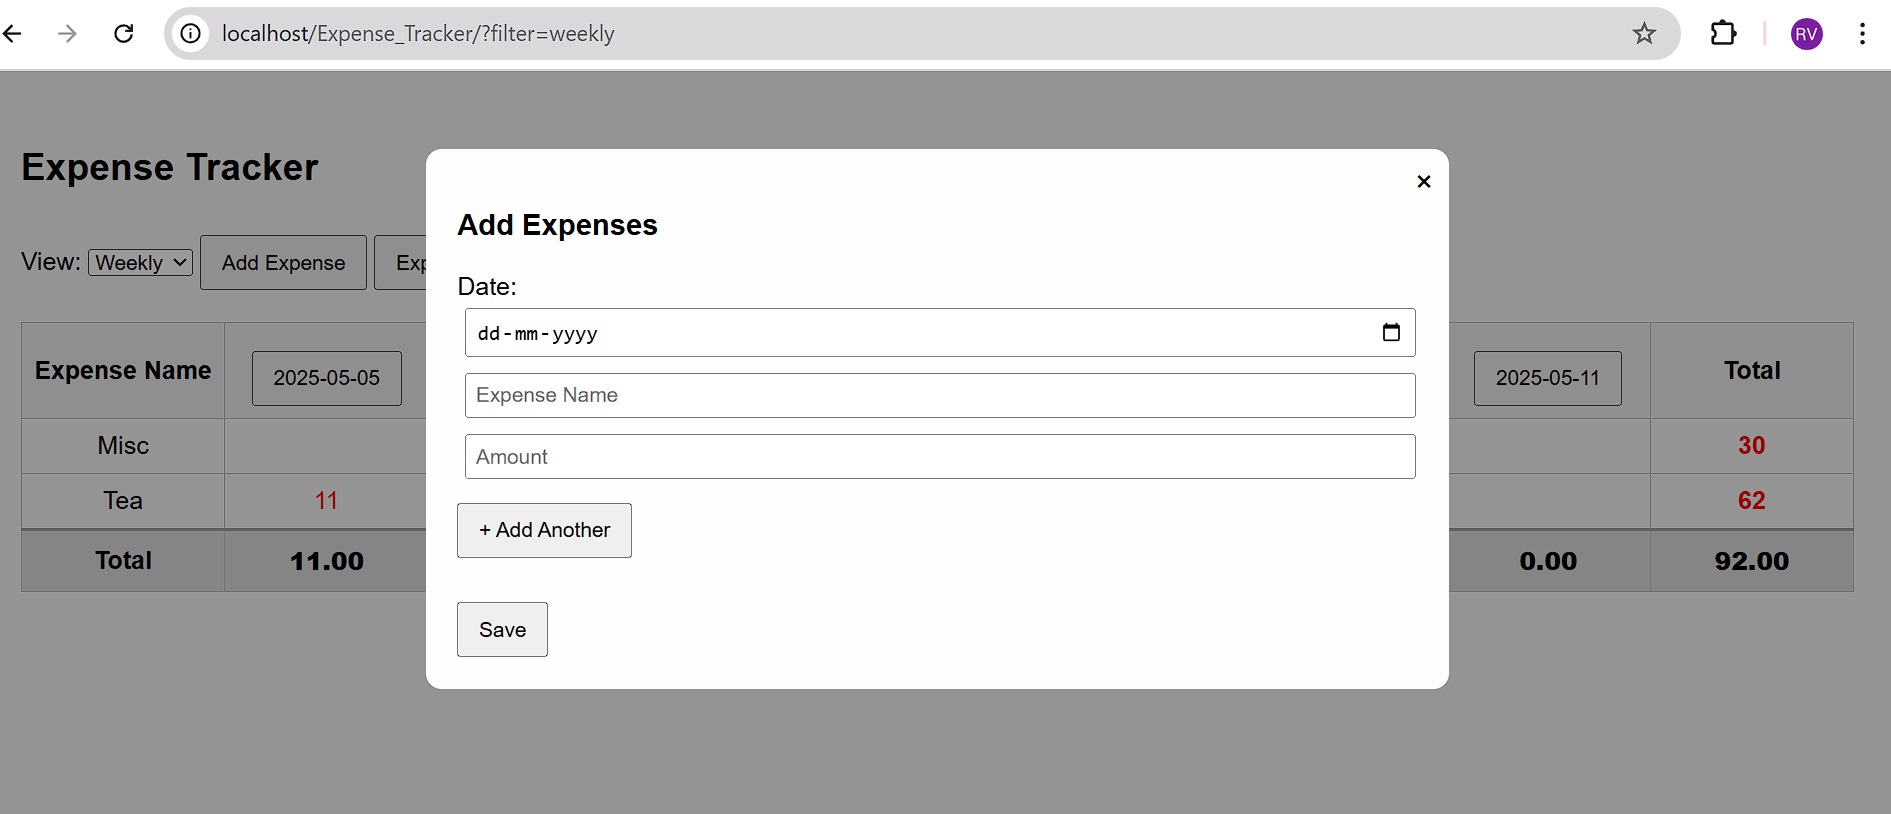 localhost/Expense_Tracker/?filter=weekly
RV
Expense Tracker
View: Weekly Add Expense Exp
×
Add Expenses
Date:
dd-mm-yyyy
Expense Name
Amount
+ Add Another
Save
Expense Name 2025-05-05 2025-05-11 Total
Misc 30
Tea 11 62
Total 11.00 0.00 92.00